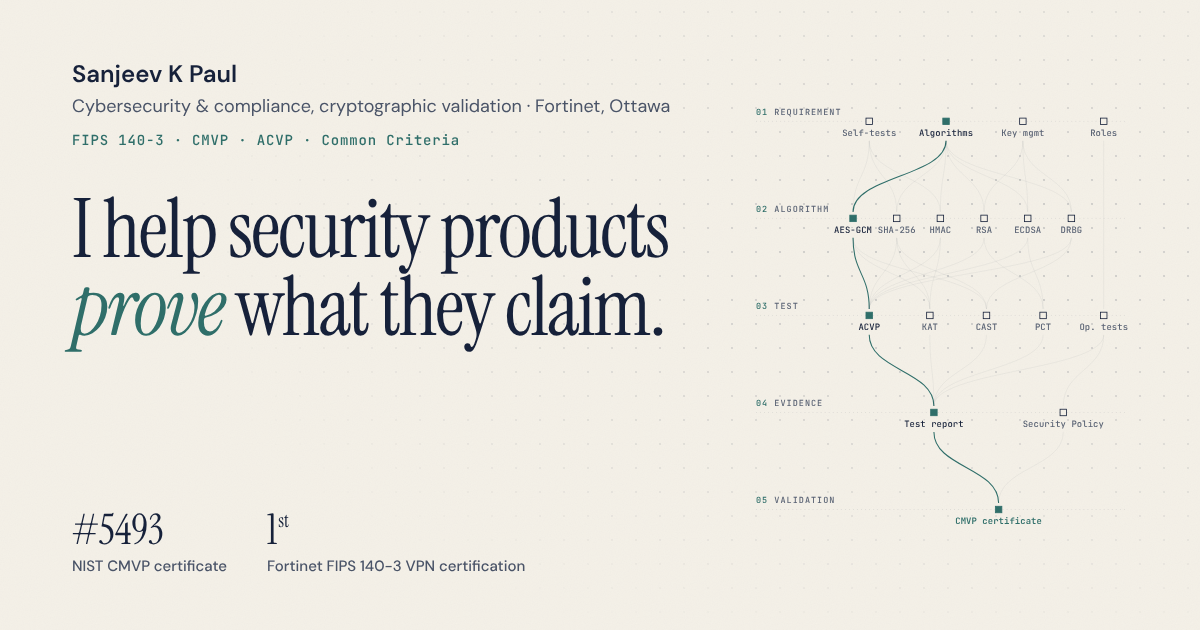 Sanjeev K Paul
Cybersecurity & compliance, cryptographic validation · Fortinet, Ottawa
FIPS 140-3 · CMVP · ACVP · Common Criteria
I help security products
prove what they claim.
#5493
NIST CMVP certificate
1st
Fortinet FIPS 140-3 VPN certification
01 REQUIREMENT
Self-tests Algorithms Key mgmt Roles
02 ALGORITHM
AES-GCM SHA-256 HMAC RSA ECDSA DRBG
03 TEST
ACVP KAT CAST PCT Op. tests
04 EVIDENCE
Test report Security Policy
05 VALIDATION
CMVP certificate